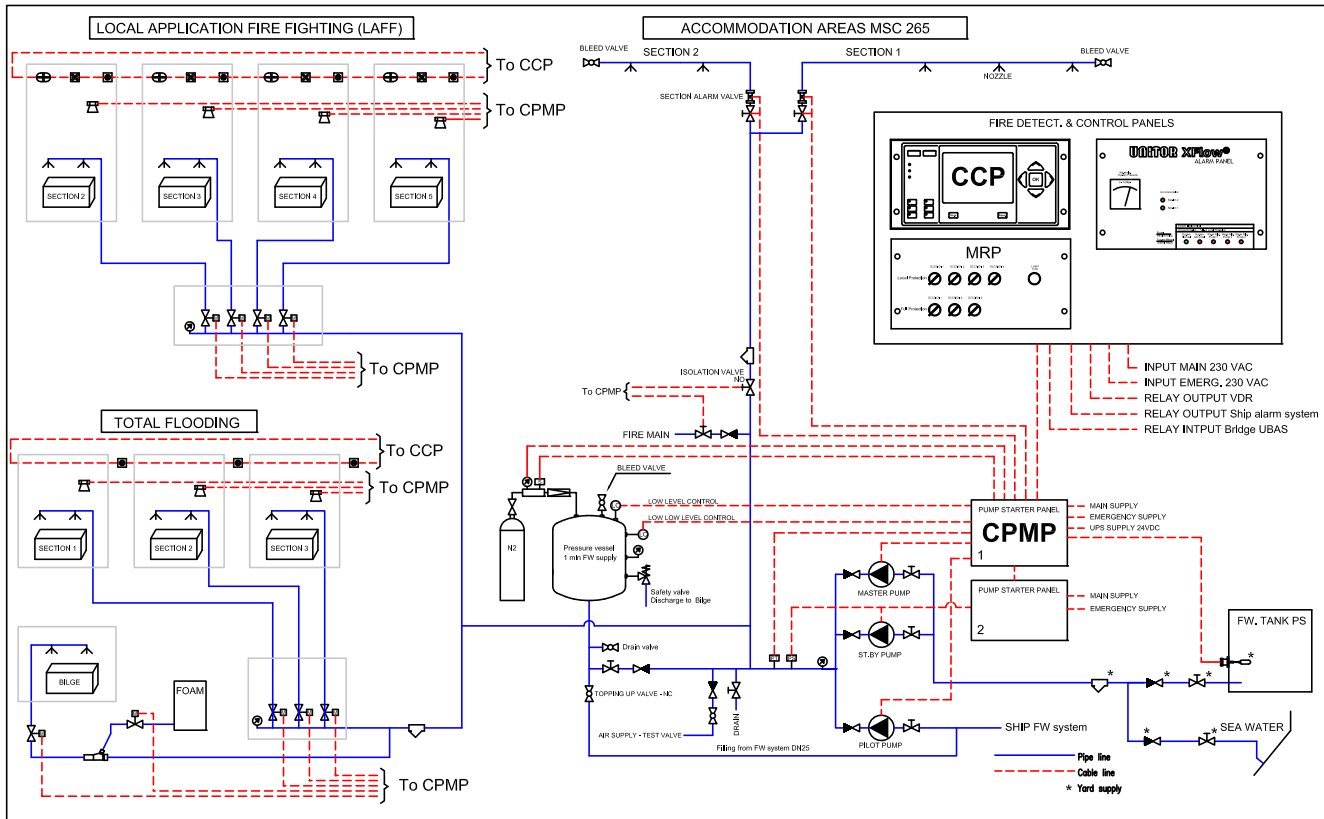 LOCAL APPLICATION FIRE FIGHTING (LAFF)
To CCP
To CPMP
SECTION 2
SECTION 3
SECTION 4
SECTION 5
To CPMP
TOTAL FLOODING
To CCP
To CPMP
SECTION 1
SECTION 2
SECTION 3
BILGE
FOAM
To CPMP
ACCOMMODATION AREAS MSC 265
BLEED VALVE
SECTION 2
SECTION 1
BLEED VALVE
NOZZLE
SECTION ALARM VALVE
ISOLATION VALVE
NO
To CPMP
FIRE MAIN
BLEED VALVE
LOW LEVEL CONTROL
LOW LOW LEVEL CONTROL
LC
N2
Pressure vessel
1 min FW supply
Safety valve
Discharge to Bilge
Drain valve
TOPPING UP VALVE - NC
AIR SUPPLY - TEST VALVE
DRAIN
Filling from FW system DN25
FIRE DETECT. & CONTROL PANELS
CCP
OK
UNITOR XFlow®
ALARM PANEL
MRP
Local Protection
Full Protection
INPUT MAIN 230 VAC
INPUT EMERG. 230 VAC
RELAY OUTPUT VDR
RELAY OUTPUT Ship alarm system
RELAY INTPUT Bridge UBAS
PUMP STARTER PANEL
CPMP
1
MAIN SUPPLY
EMERGENCY SUPPLY
UPS SUPPLY 24VDC
PUMP STARTER PANEL
2
MAIN SUPPLY
EMERGENCY SUPPLY
MASTER PUMP
ST.BY PUMP
PILOT PUMP
FW. TANK PS
SHIP FW system
SEA WATER
Pipe line
Cable line
* Yard supply